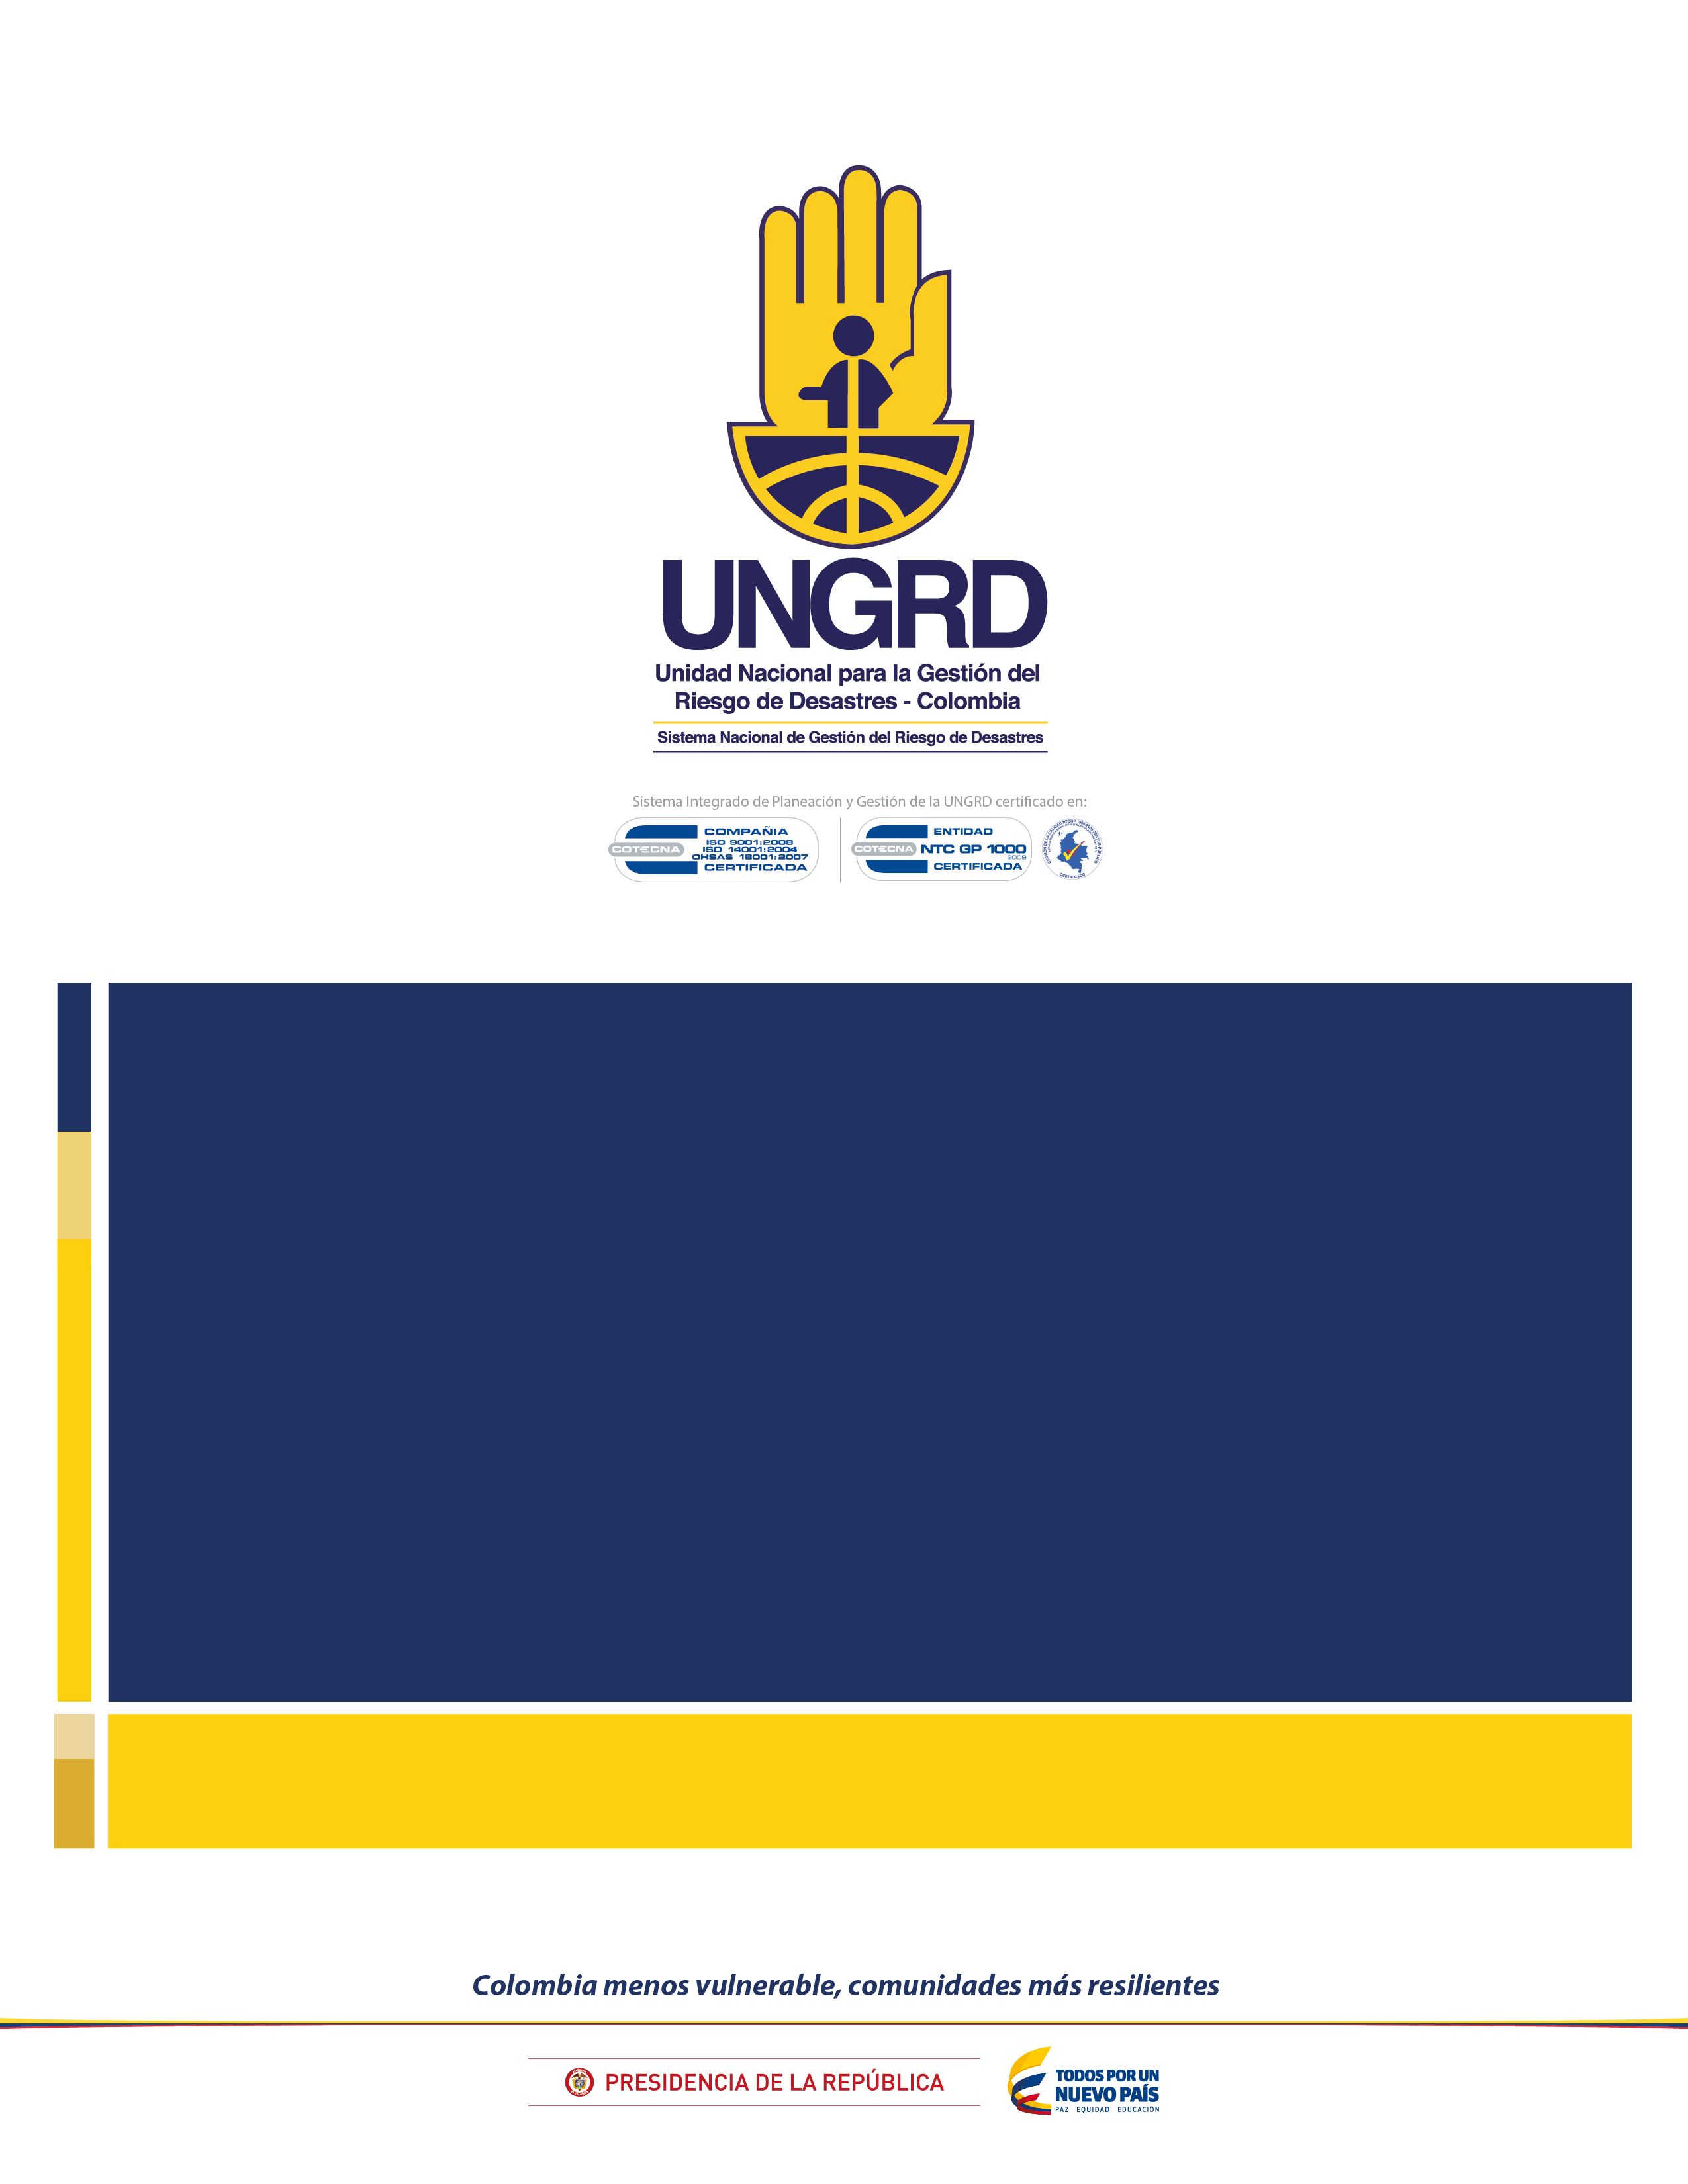 UNGRD
Unidad Nacional para la Gestión del
Riesgo de Desastres - Colombia
Sistema Nacional de Gestión del Riesgo de Desastres
Sistema Integrado de Planeación y Gestión de la UNGRD certificado en:
COTECNA
COMPAÑIA
ISO 9001:2008
ISO 14001:2004
OHSAS 18001:2007
CERTIFICADA
COTECNA
ENTIDAD
NTC GP 1000
2009
CERTIFICADA
CERTIFICADO
Colombia menos vulnerable, comunidades más resilientes
PRESIDENCIA DE LA REPÚBLICA
TODOS POR UN
NUEVO PAÍS
PAZ EQUIDAD EDUCACIÓN